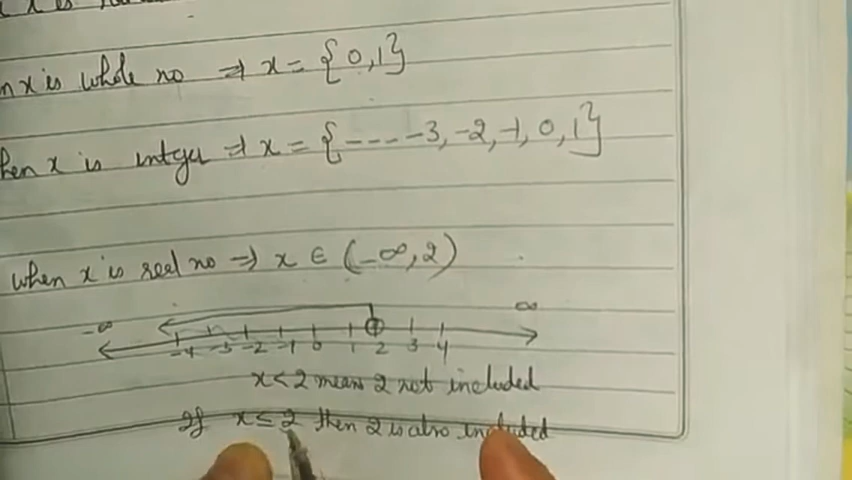 x is
n x is whole no ⇒ x = {0,1}
hen x is integer ⇒ x = {---- -3, -2, -1, 0, 1}
when x is real no ⇒ x ∈ (-∞, 2)
-∞ ∞
-4 -3 -2 -1 0 1 2 3 4
x < 2 means 2 not included
If x ≤ 2 then 2 is also included